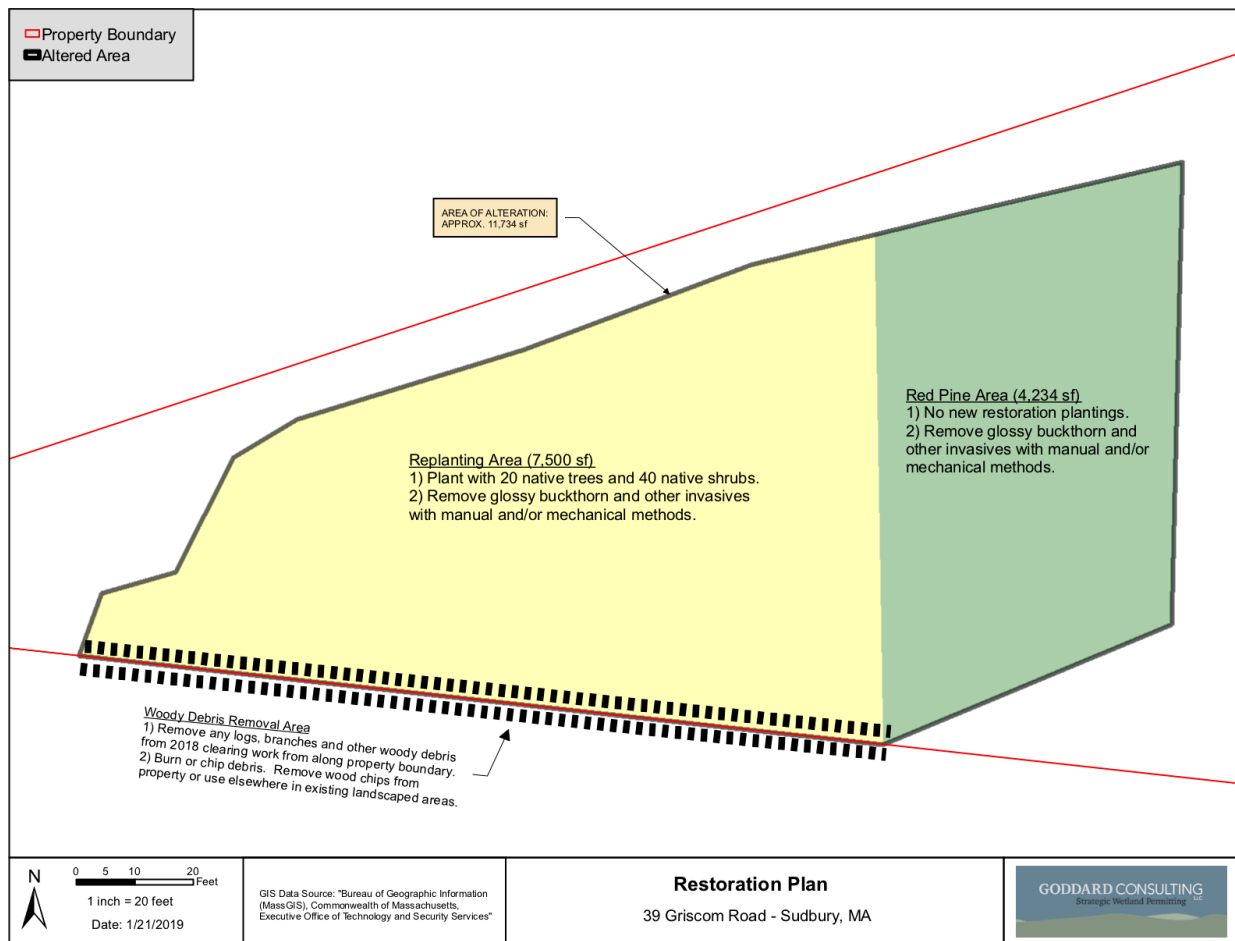 Property Boundary
Altered Area
AREA OF ALTERATION:
APPROX. 11,734 sf
Red Pine Area (4,234 sf)
1) No new restoration plantings.
2) Remove glossy buckthorn and
other invasives with manual and/or
mechanical methods.
Replanting Area (7,500 sf)
1) Plant with 20 native trees and 40 native shrubs.
2) Remove glossy buckthorn and other invasives
with manual and/or mechanical methods.
Woody Debris Removal Area
1) Remove any logs, branches and other woody debris
from 2018 clearing work from along property boundary.
2) Burn or chip debris.  Remove wood chips from
property or use elsewhere in existing landscaped areas.
N
0 5 10 20
Feet
1 inch = 20 feet
Date: 1/21/2019
GIS Data Source: "Bureau of Geographic Information
(MassGIS), Commonwealth of Massachusetts,
Executive Office of Technology and Security Services"
Restoration Plan
39 Griscom Road - Sudbury, MA
GODDARD CONSULTING
LLC
Strategic Wetland Permitting